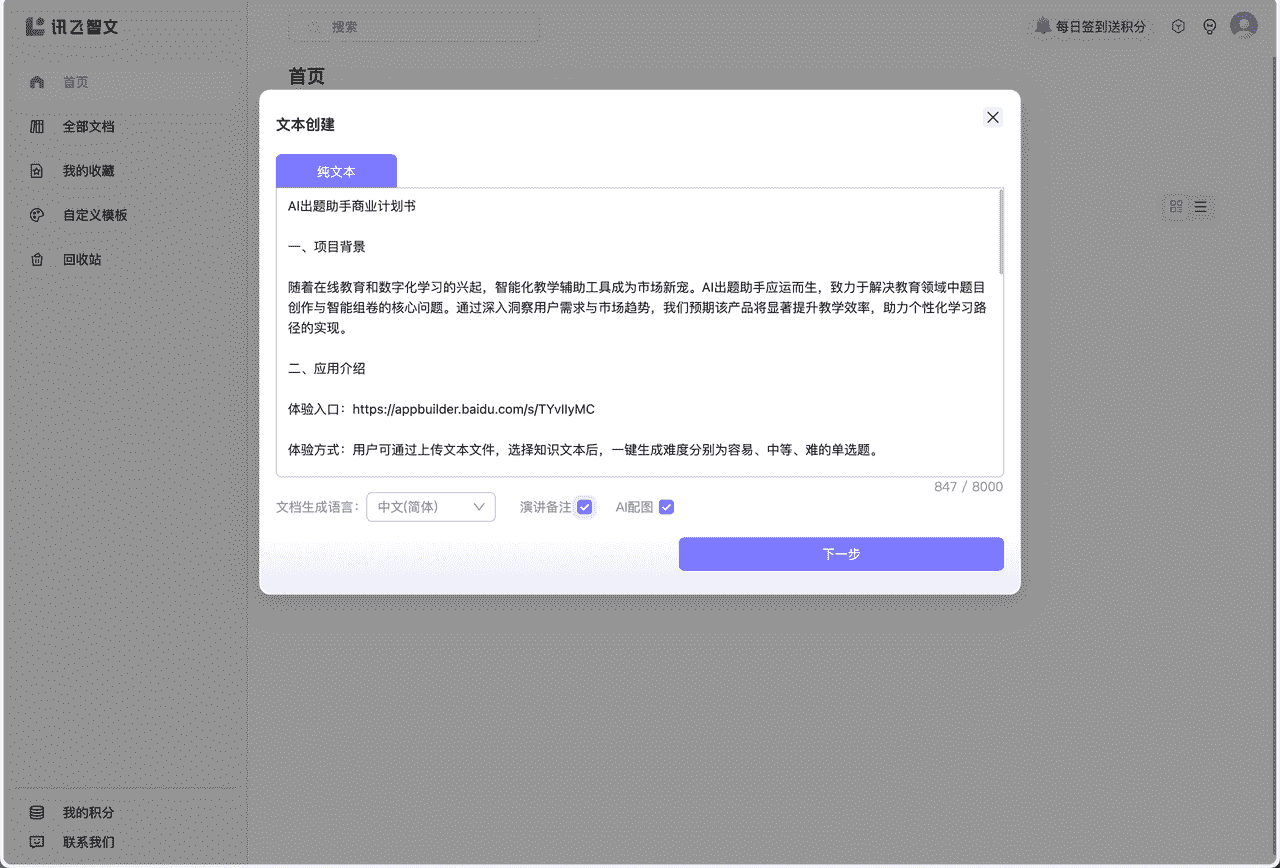 讯飞智文
搜索
每日签到送积分
首页
全部文档
我的收藏
自定义模板
回收站
首页
文本创建
纯文本
AI出题助手商业计划书
一、项目背景
随着在线教育和数字化学习的兴起，智能化教学辅助工具成为市场新宠。AI出题助手应运而生，致力于解决教育领域中题目
创作与智能组卷的核心问题。通过深入洞察用户需求与市场趋势，我们预期该产品将显著提升教学效率，助力个性化学习路
径的实现。
二、应用介绍
体验入口：https://appbuilder.baidu.com/s/TYvIIyMC
体验方式：用户可通过上传文本文件，选择知识文本后，一键生成难度分别为容易、中等、难的单选题。
847 / 8000
文档生成语言：中文(简体) 演讲备注 AI配图
下一步
我的积分
联系我们